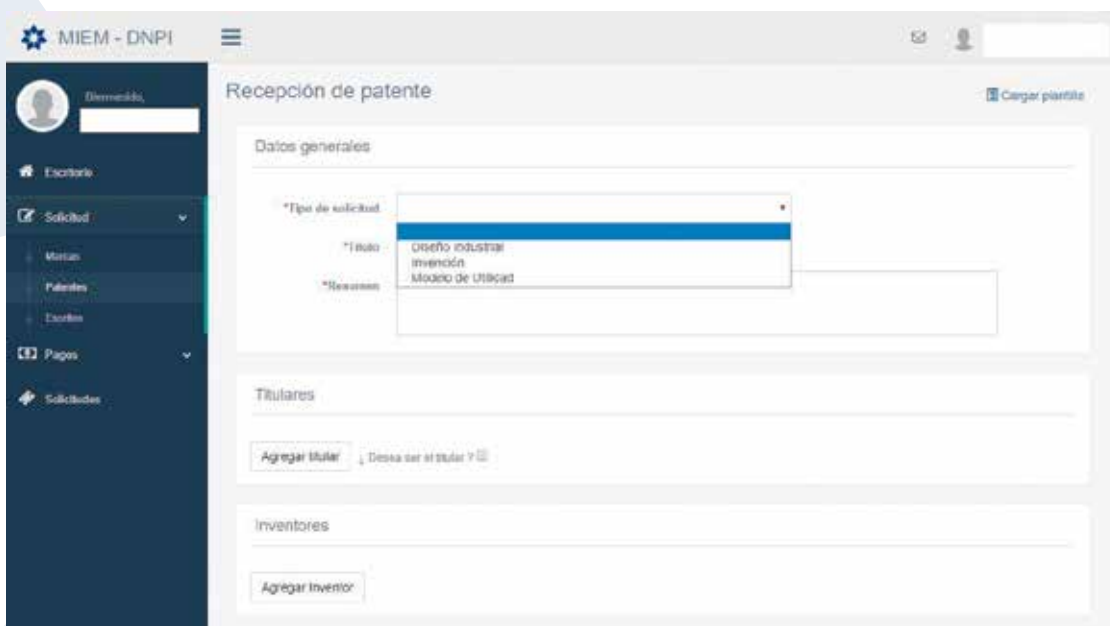 MIEM - DNPI
Bienvenido,
Escritorio
Solicitud
Marcas
Patentes
Escritos
Pagos
Solicitudes
Recepción de patente
Cargar plantilla
Datos generales
*Tipo de solicitud
*Título
Diseño Industrial
Invención
Modelo de Utilidad
*Resumen
Titulares
Agregar titular ¿ Desea ser el titular ?
Inventores
Agregar Inventor